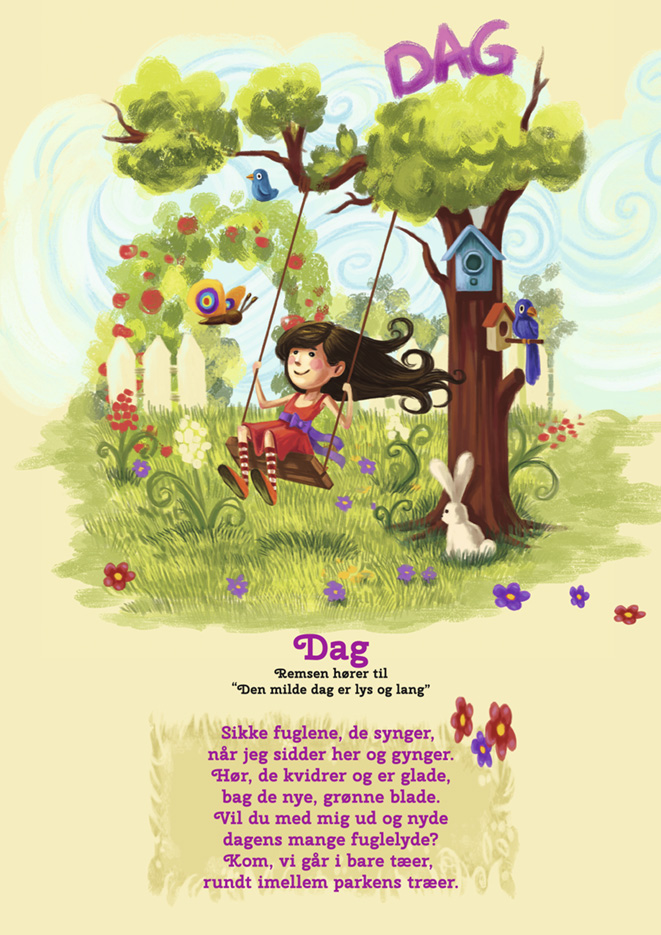 DAG
Dag
Remsen hører til
“Den milde dag er lys og lang”
Sikke fuglene, de synger,
når jeg sidder her og gynger.
Hør, de kvidrer og er glade,
bag de nye, grønne blade.
Vil du med mig ud og nyde
dagens mange fuglelyde?
Kom, vi går i bare tæer,
rundt imellem parkens træer.